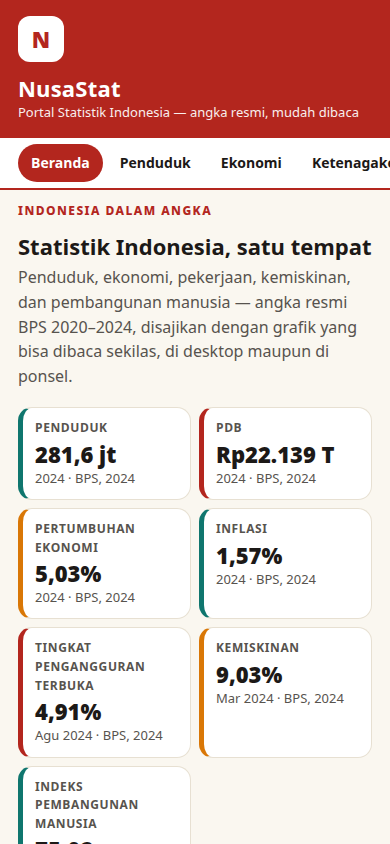 N
NusaStat
Portal Statistik Indonesia — angka resmi, mudah dibaca
Beranda Penduduk Ekonomi
INDONESIA DALAM ANGKA
Statistik Indonesia, satu tempat
Penduduk, ekonomi, pekerjaan, kemiskinan,
dan pembangunan manusia — angka resmi
BPS 2020–2024, disajikan dengan grafik yang
bisa dibaca sekilas, di desktop maupun di
ponsel.
PENDUDUK
281,6 jt
2024 · BPS, 2024
PDB
Rp22.139 T
2024 · BPS, 2024
PERTUMBUHAN
EKONOMI
5,03%
2024 · BPS, 2024
INFLASI
1,57%
2024 · BPS, 2024
TINGKAT
PENGANGGURAN
TERBUKA
4,91%
Agu 2024 · BPS, 2024
KEMISKINAN
9,03%
Mar 2024 · BPS, 2024
INDEKS
PEMBANGUNAN
MANUSIA